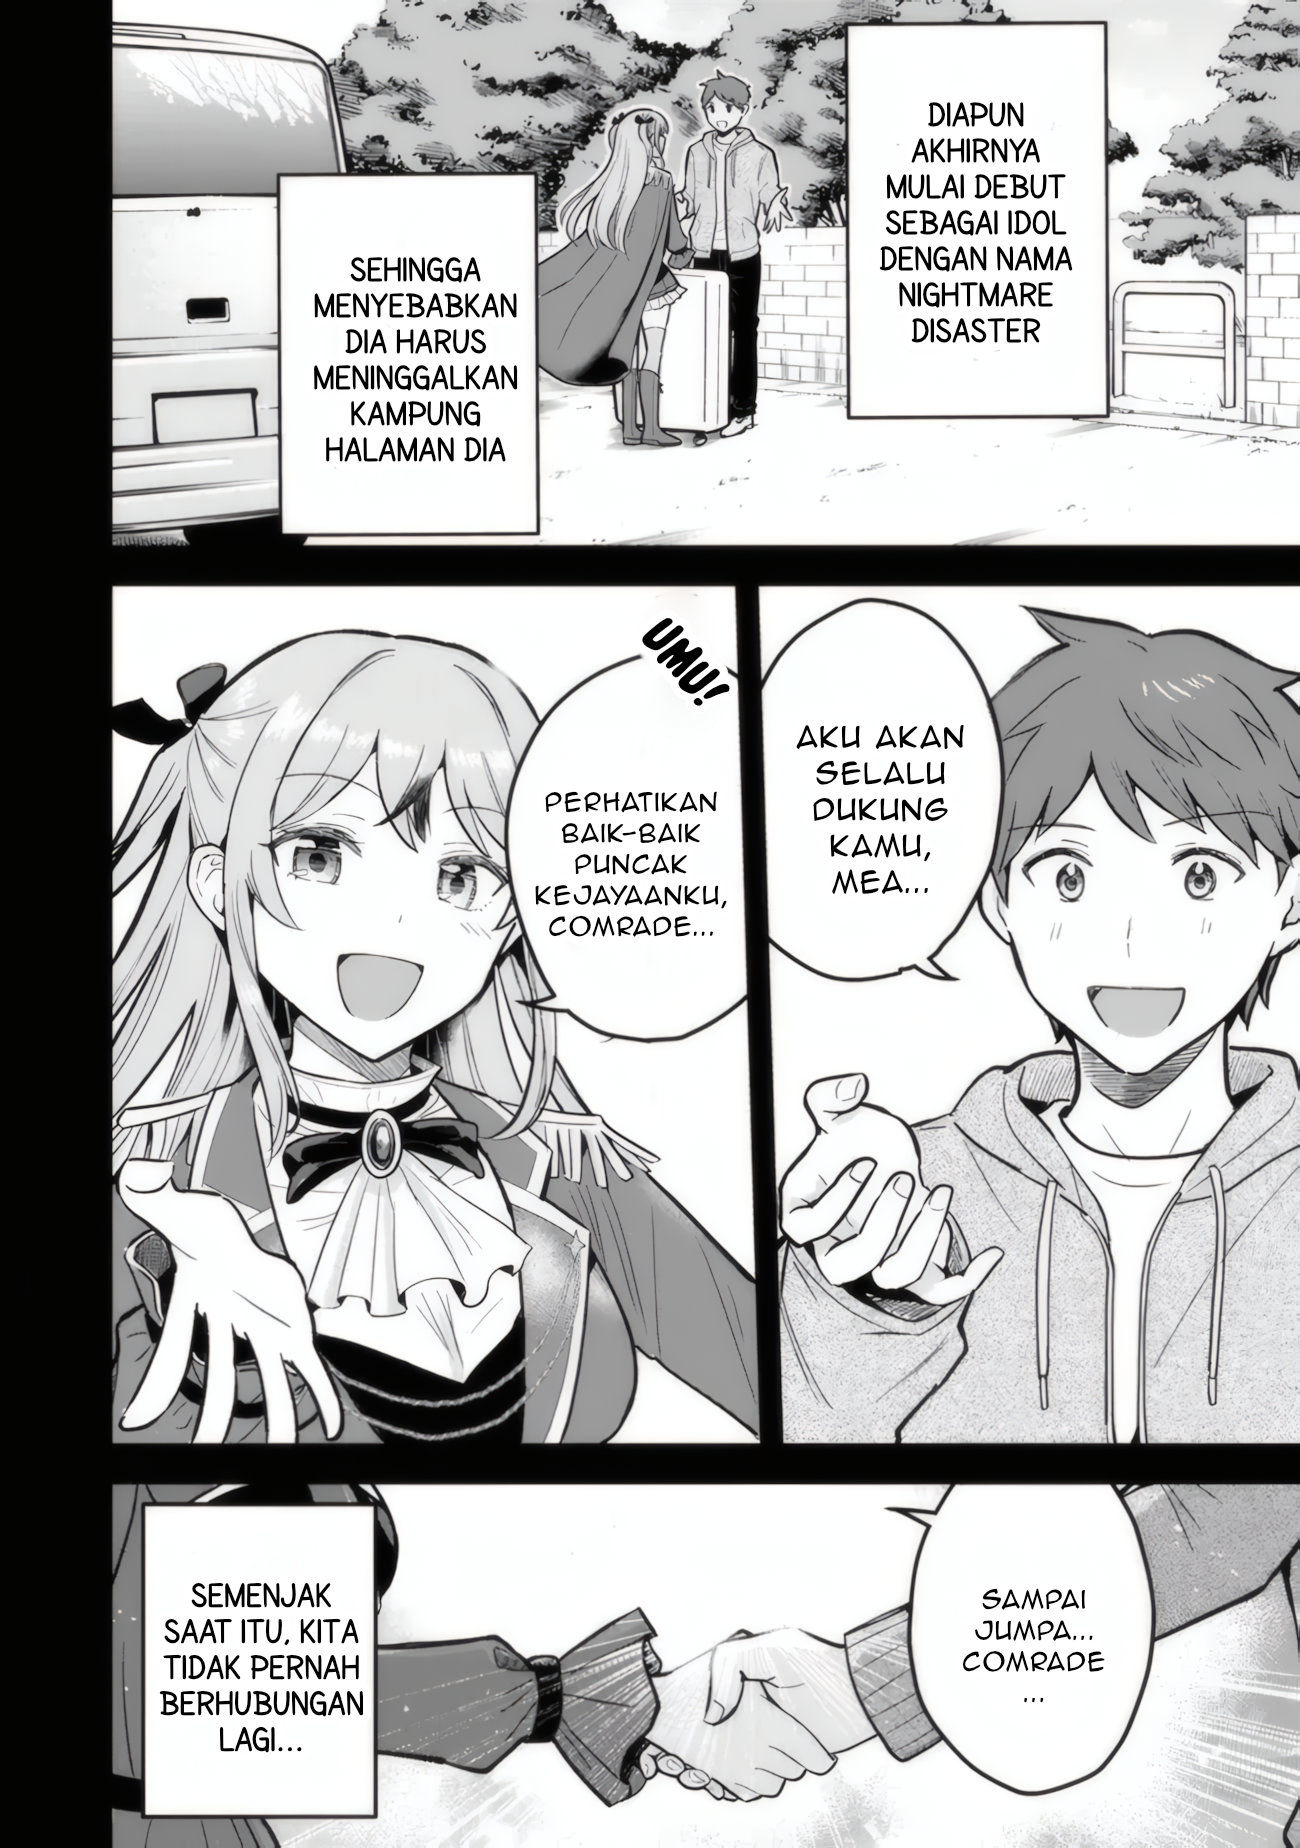 DIAPUN
AKHIRNYA
MULAI DEBUT
SEBAGAI IDOL
DENGAN NAMA
NIGHTMARE
DISASTER
SEHINGGA
MENYEBABKAN
DIA HARUS
MENINGGALKAN
KAMPUNG
HALAMAN DIA
AKU AKAN
SELALU
DUKUNG
KAMU,
MEA...
UMU!
PERHATIKAN
BAIK-BAIK
PUNCAK
KEJAYAANKU,
COMRADE...
SAMPAI
JUMPA...
COMRADE
...
SEMENJAK
SAAT ITU, KITA
TIDAK PERNAH
BERHUBUNGAN
LAGI...